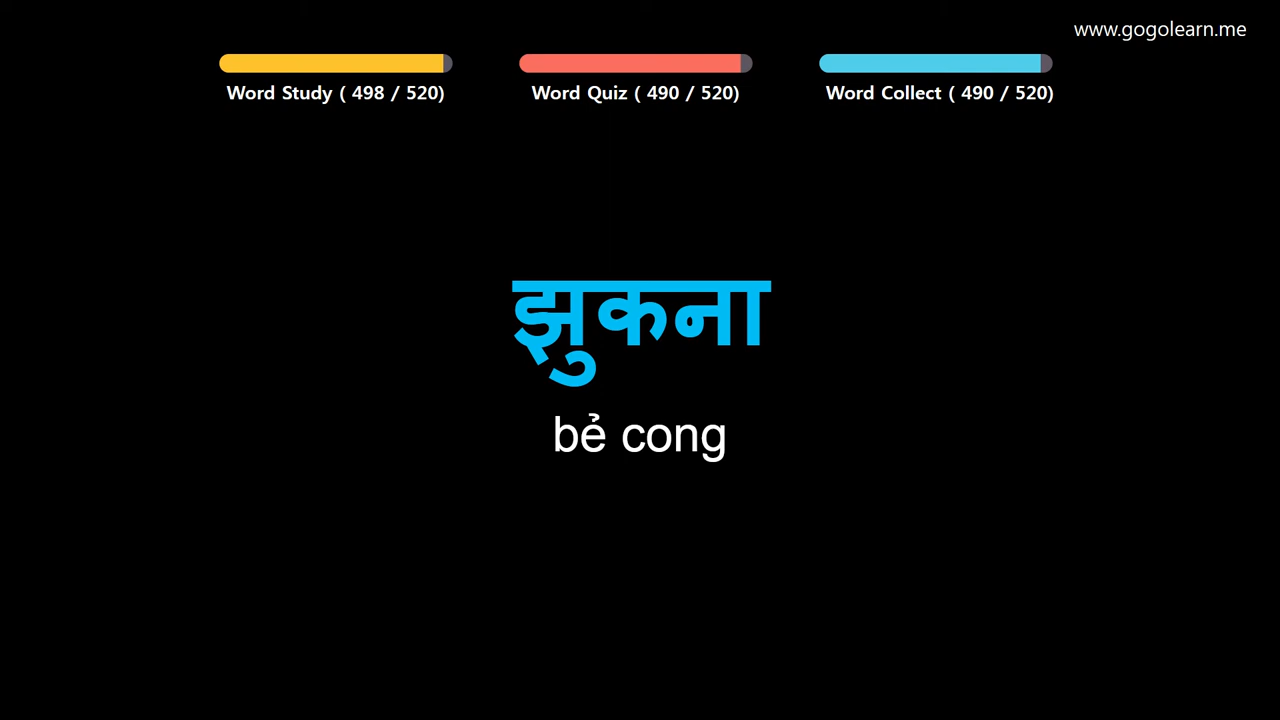 www.gogolearn.me
Word Study ( 498 / 520)
Word Quiz ( 490 / 520)
Word Collect ( 490 / 520)
झुकना
bẻ cong